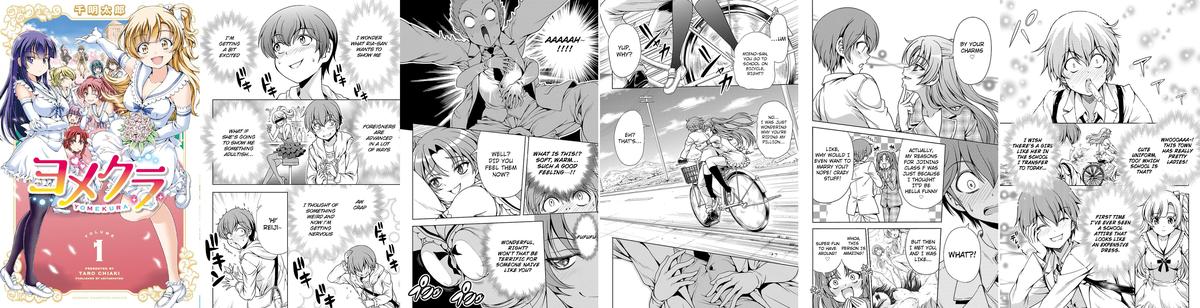 千明太郎
ヨメクラ
YOMEKURA
VOLUME
1
PRESENTED BY
TARO CHIAKI
I WONDER
WHAT RIA-SAN
WANTS TO
SHOW ME
I'M
GETTING A
BIT
EXCITED
FOREIGNERS
ARE
ADVANCED
IN A LOT
OF WAYS
WHAT IF
SHE'S GOING
TO SHOW ME
SOMETHING
ADULTISH...
AW
CRAP
I THOUGHT OF
SOMETHING
WEIRD AND
NOW I'M
GETTING
NERVOUS
"HI"
REIJI~
AAAAAH~
!!!!
WHAT IS THIS!?
SOFT, WARM...
SUCH A GOOD
FEELING--!!
WELL?
DID YOU
FEEL THEM
NOW?
FUFUFU
WONDERFUL,
RIGHT?
WON'T THAT BE
TERRIFIC FOR
SOMEONE NAIVE
LIKE YOU?
...UM
YOU GO TO
SCHOOL ON
BICYCLE,
RIGHT?
YUP,
WHY?
NO...
I WAS JUST
WONDERING
WHY YOU'RE
RIDING MY
PILLION...
EH?
THAT'S...
BY YOUR
CHARMS
ACTUALLY,
MY REASONS
FOR JOINING
CLASS F WAS
JUST BECAUSE
I THOUGHT
IT'D BE
HELLA FUNNY
LIKE,
WHY WOULD I
EVEN WANT TO
MARRY YOU?
NOPS! CRAZY
STUFF!
WHAT?!
BUT THEN
I MET YOU,
AND I WAS
LIKE...
WHOA,
THIS
PERSON IS
AMAZING!
SUPER FUN
TO HAVE
AROUND!
WHOOOAA~!
THIS TOWN
HAS REALLY
PRETTY
LADIES!
CUTE
UNIFORM,
TOO! WHICH
SCHOOL IS
THAT?
I WISH
THERE'S A GIRL
LIKE HER IN
THE SCHOOL
I TRANSFER
TO TODAY...
FIRST TIME
I'VE EVER SEEN
A SCHOOL
ATTIRE THAT
LOOKS LIKE
AN EXPENSIVE
DRESS.